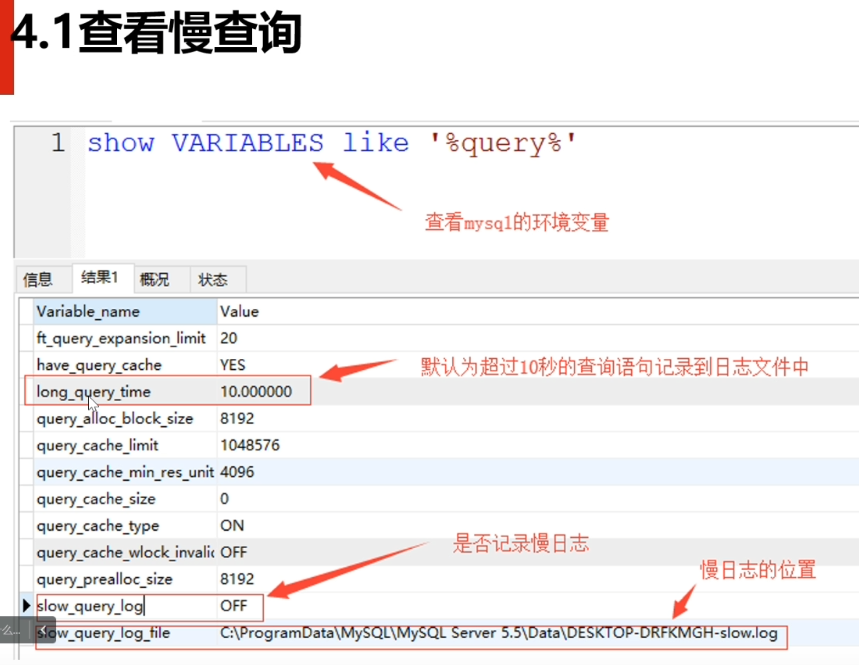 4.1查看慢查询
1 show VARIABLES like '%query%'
查看mysql的环境变量
信息 结果1 概况 状态
Variable_name Value
ft_query_expansion_limit 20
have_query_cache YES
默认为超过10秒的查询语句记录到日志文件中
long_query_time 10.000000
query_alloc_block_size 8192
query_cache_limit 1048576
query_cache_min_res_unit 4096
query_cache_size 0
query_cache_type ON
是否记录慢日志
query_cache_wlock_invalid OFF
慢日志的位置
query_prealloc_size 8192
slow_query_log OFF
slow_query_log_file C:\ProgramData\MySQL\MySQL Server 5.5\Data\DESKTOP-DRFKMGH-slow.log